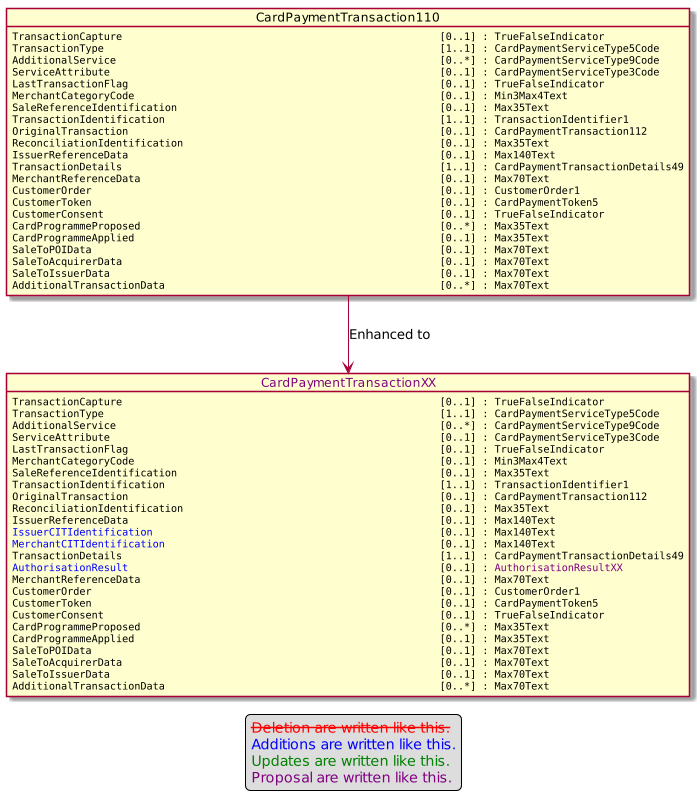 CardPaymentTransaction110
TransactionCapture [0..1] : TrueFalseIndicator
TransactionType [1..1] : CardPaymentServiceType5Code
AdditionalService [0..*] : CardPaymentServiceType9Code
ServiceAttribute [0..1] : CardPaymentServiceType3Code
LastTransactionFlag [0..1] : TrueFalseIndicator
MerchantCategoryCode [0..1] : Min3Max4Text
SaleReferenceIdentification [0..1] : Max35Text
TransactionIdentification [1..1] : TransactionIdentifier1
OriginalTransaction [0..1] : CardPaymentTransaction112
ReconciliationIdentification [0..1] : Max35Text
IssuerReferenceData [0..1] : Max140Text
TransactionDetails [1..1] : CardPaymentTransactionDetails49
MerchantReferenceData [0..1] : Max70Text
CustomerOrder [0..1] : CustomerOrder1
CustomerToken [0..1] : CardPaymentToken5
CustomerConsent [0..1] : TrueFalseIndicator
CardProgrammeProposed [0..*] : Max35Text
CardProgrammeApplied [0..1] : Max35Text
SaleToPOIData [0..1] : Max70Text
SaleToAcquirerData [0..1] : Max70Text
SaleToIssuerData [0..1] : Max70Text
AdditionalTransactionData [0..*] : Max70Text
Enhanced to
CardPaymentTransactionXX
TransactionCapture [0..1] : TrueFalseIndicator
TransactionType [1..1] : CardPaymentServiceType5Code
AdditionalService [0..*] : CardPaymentServiceType9Code
ServiceAttribute [0..1] : CardPaymentServiceType3Code
LastTransactionFlag [0..1] : TrueFalseIndicator
MerchantCategoryCode [0..1] : Min3Max4Text
SaleReferenceIdentification [0..1] : Max35Text
TransactionIdentification [1..1] : TransactionIdentifier1
OriginalTransaction [0..1] : CardPaymentTransaction112
ReconciliationIdentification [0..1] : Max35Text
IssuerReferenceData [0..1] : Max140Text
IssuerCITIdentification [0..1] : Max140Text
MerchantCITIdentification [0..1] : Max140Text
TransactionDetails [1..1] : CardPaymentTransactionDetails49
AuthorisationResult [0..1] : AuthorisationResultXX
MerchantReferenceData [0..1] : Max70Text
CustomerOrder [0..1] : CustomerOrder1
CustomerToken [0..1] : CardPaymentToken5
CustomerConsent [0..1] : TrueFalseIndicator
CardProgrammeProposed [0..*] : Max35Text
CardProgrammeApplied [0..1] : Max35Text
SaleToPOIData [0..1] : Max70Text
SaleToAcquirerData [0..1] : Max70Text
SaleToIssuerData [0..1] : Max70Text
AdditionalTransactionData [0..*] : Max70Text
Deletion are written like this.
Additions are written like this.
Updates are written like this.
Proposal are written like this.